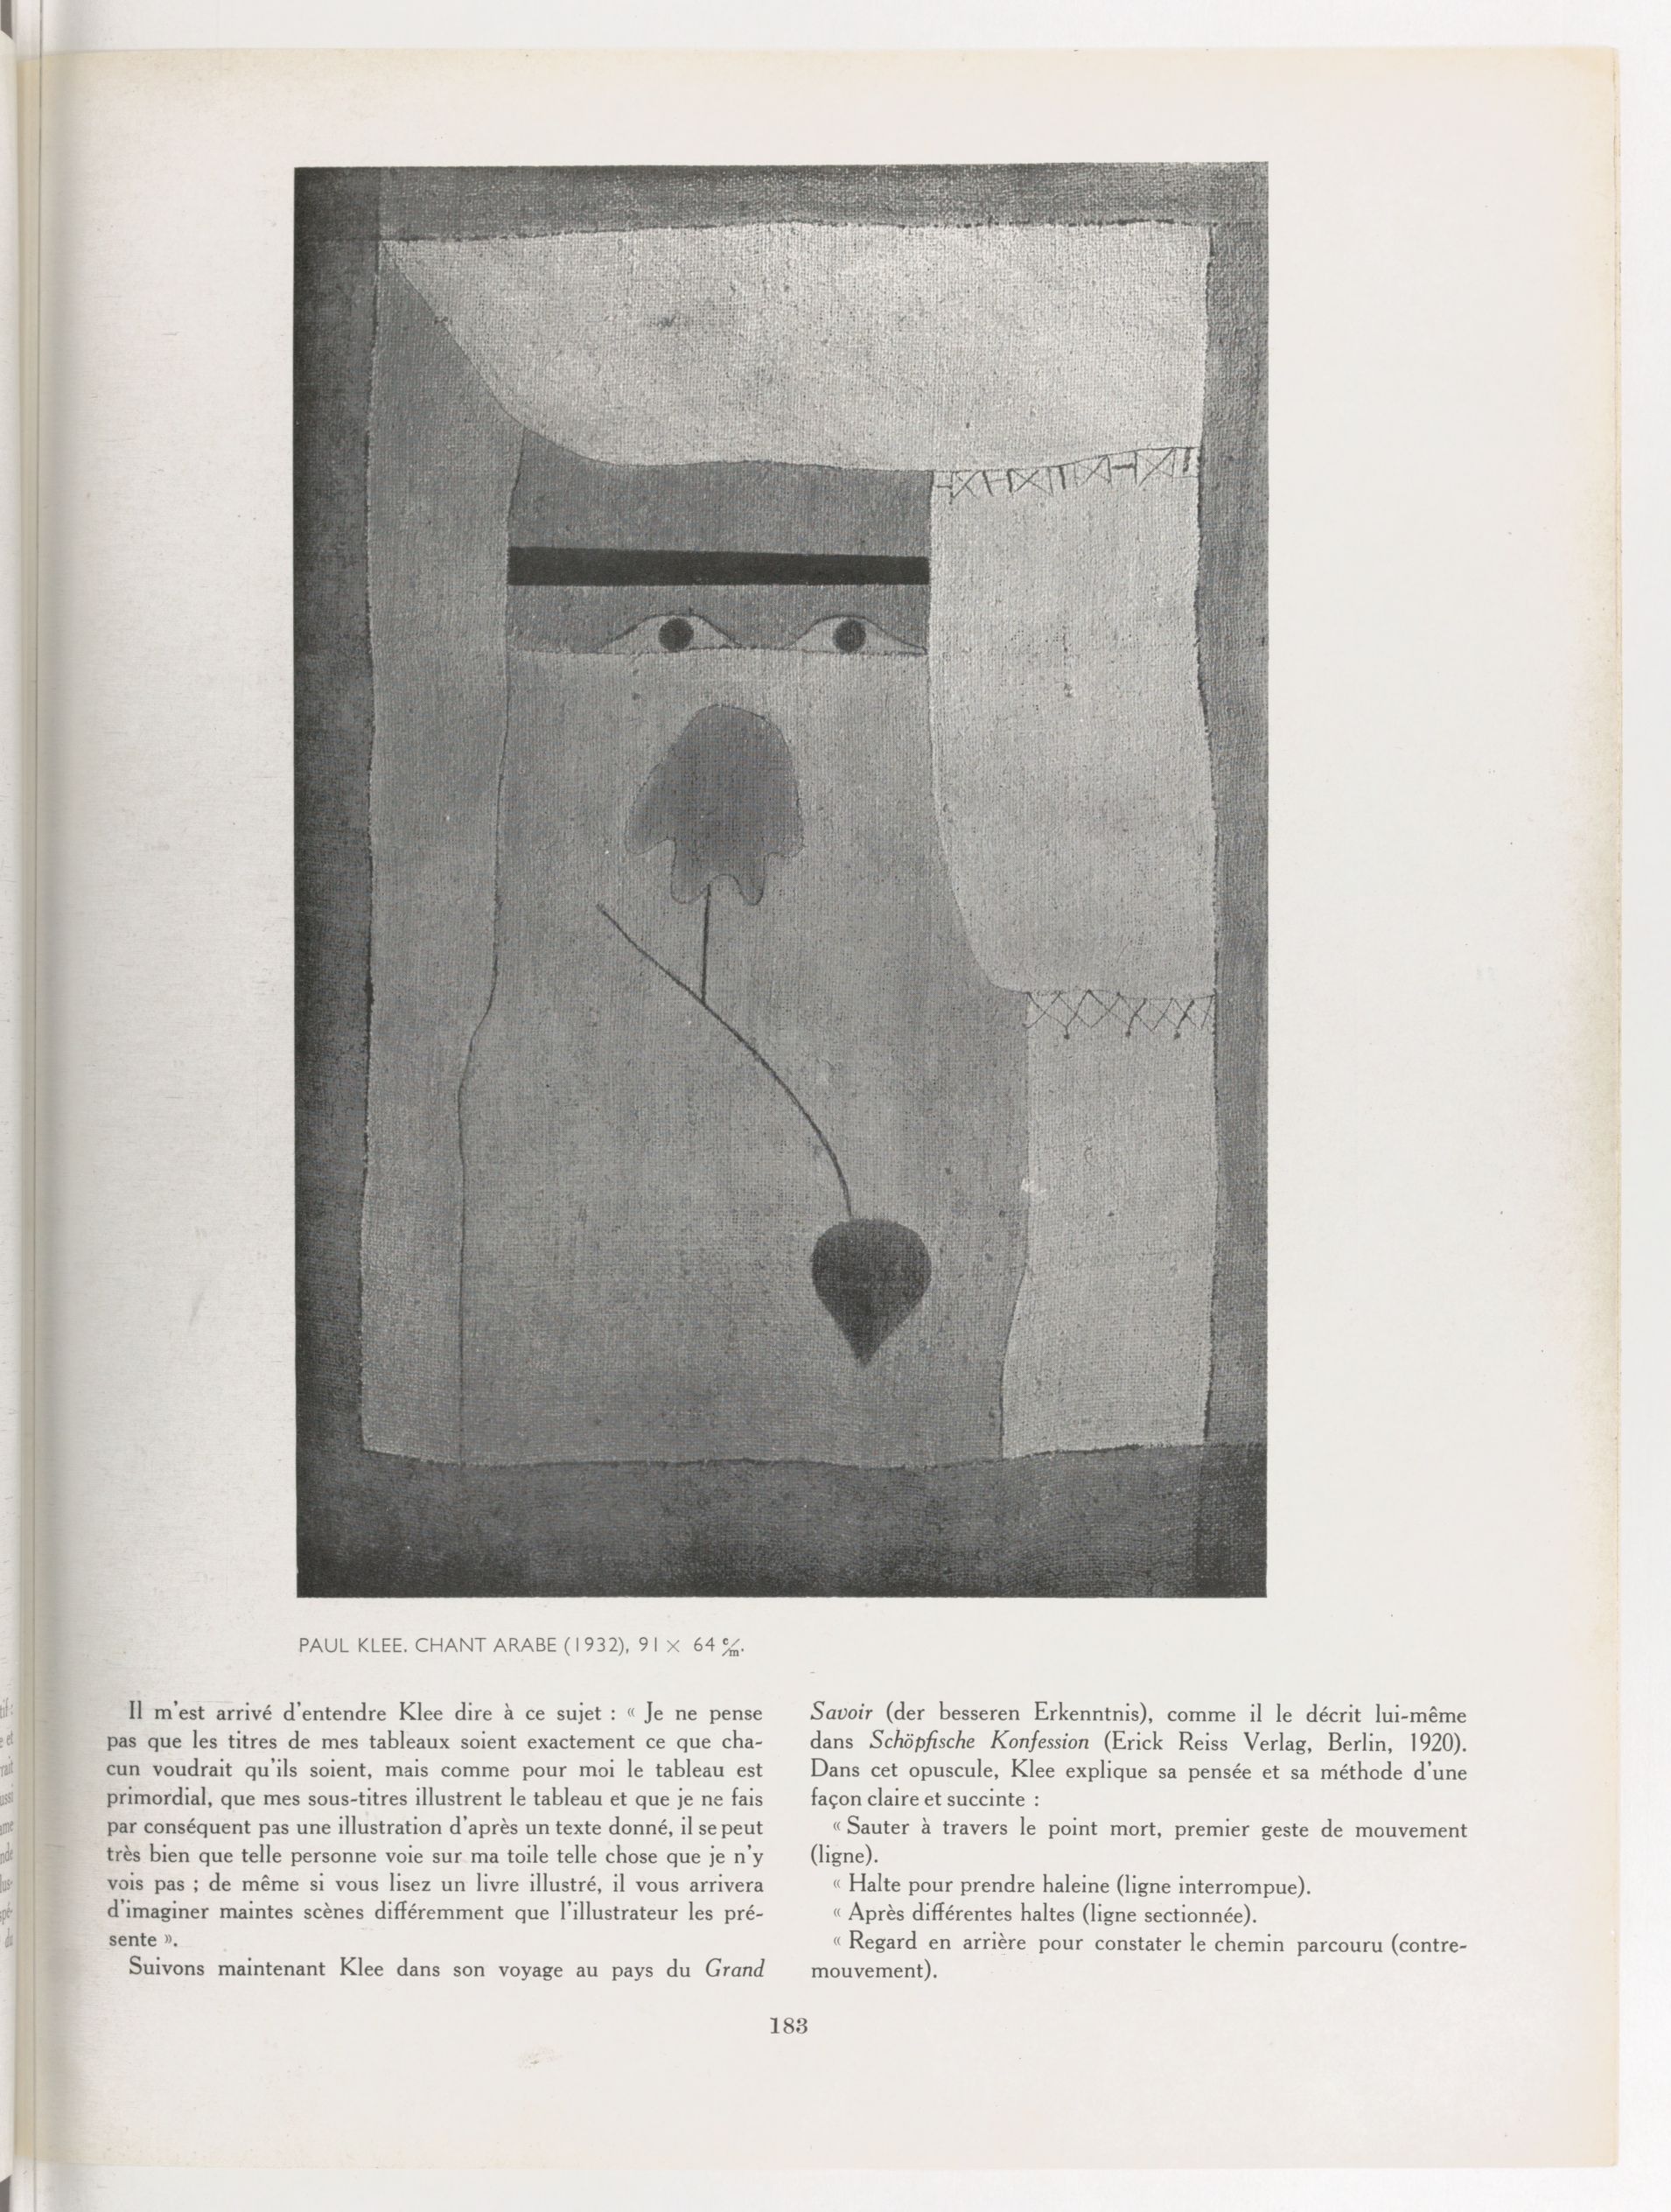 PAUL KLEE. CHANT ARABE (1932), 91 × 64 c/m.
Il m'est arrivé d'entendre Klee dire à ce sujet : « Je ne pense
pas que les titres de mes tableaux soient exactement ce que cha-
cun voudrait qu'ils soient, mais comme pour moi le tableau est
primordial, que mes sous-titres illustrent le tableau et que je ne fais
par conséquent pas une illustration d'après un texte donné, il se peut
très bien que telle personne voie sur ma toile telle chose que je n'y
vois pas ; de même si vous lisez un livre illustré, il vous arrivera
d'imaginer maintes scènes différemment que l'illustrateur les pré-
sente ».
Suivons maintenant Klee dans son voyage au pays du Grand
Savoir (der besseren Erkenntnis), comme il le décrit lui-même
dans Schöpfische Konfession (Erick Reiss Verlag, Berlin, 1920).
Dans cet opuscule, Klee explique sa pensée et sa méthode d'une
façon claire et succinte :
« Sauter à travers le point mort, premier geste de mouvement
(ligne).
« Halte pour prendre haleine (ligne interrompue).
« Après différentes haltes (ligne sectionnée).
« Regard en arrière pour constater le chemin parcouru (contre-
mouvement).
183